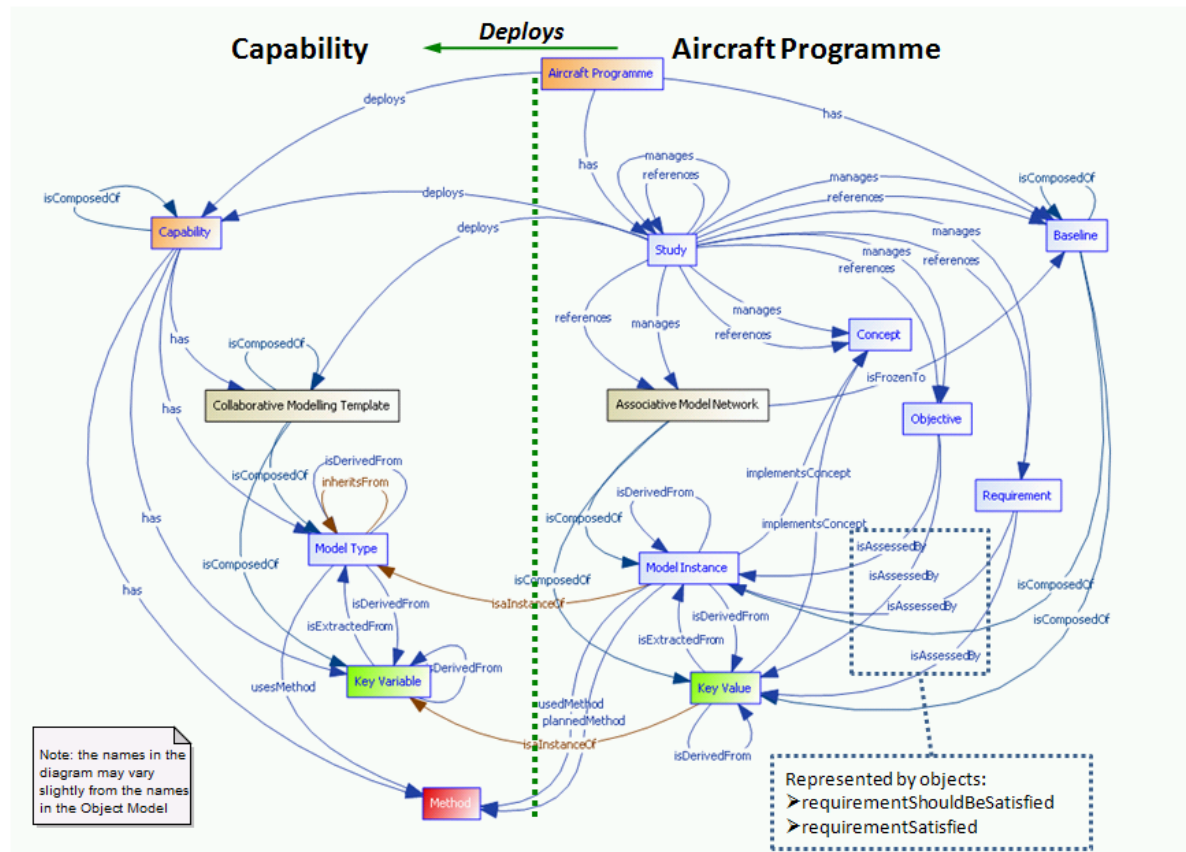 Capability
Deploys
Aircraft Programme
Aircraft Programme
deploys
has
has
manages
references
manages
references
isComposedOf
isComposedOf
deploys
Capability
deploys
Study
manages
references
manages
references
Baseline
references
manages
manages
references
Concept
has
isComposedOf
isFrozenTo
Collaborative Modelling Template
Associative Model Network
Objective
has
isComposedOf
isDerivedFrom
inheritsFrom
implementsConcept
isDerivedFrom
Requirement
has
isComposedOf
implementsConcept
Model Type
isAssessedBy
isComposedOf
isComposedOf
Model Instance
isAssessedBy
isComposedOf
has
isDerivedFrom
isaInstanceOf
isAssessedBy
isComposedOf
isExtractedFrom
isDerivedFrom
isExtractedFrom
isAssessedBy
Key Variable
isDerivedFrom
usesMethod
Key Value
usedMethod
plannedMethod
isaInstanceOf
isDerivedFrom
Note: the names in the
diagram may vary
slightly from the names
in the Object Model
Method
Represented by objects:
➢requirementShouldBeSatisfied
➢requirementSatisfied